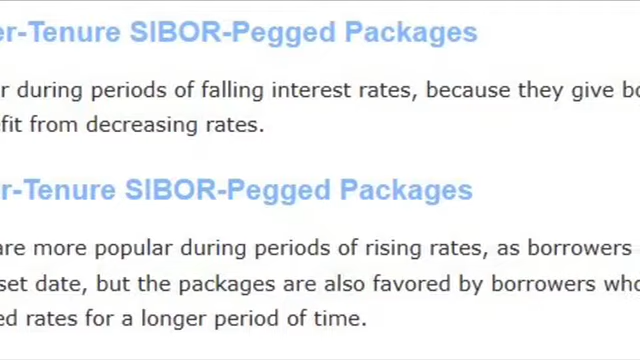 er-Tenure SIBOR-Pegged Packages
r during periods of falling interest rates, because they give bo
fit from decreasing rates.
r-Tenure SIBOR-Pegged Packages
are more popular during periods of rising rates, as borrowers
set date, but the packages are also favored by borrowers who
ed rates for a longer period of time.